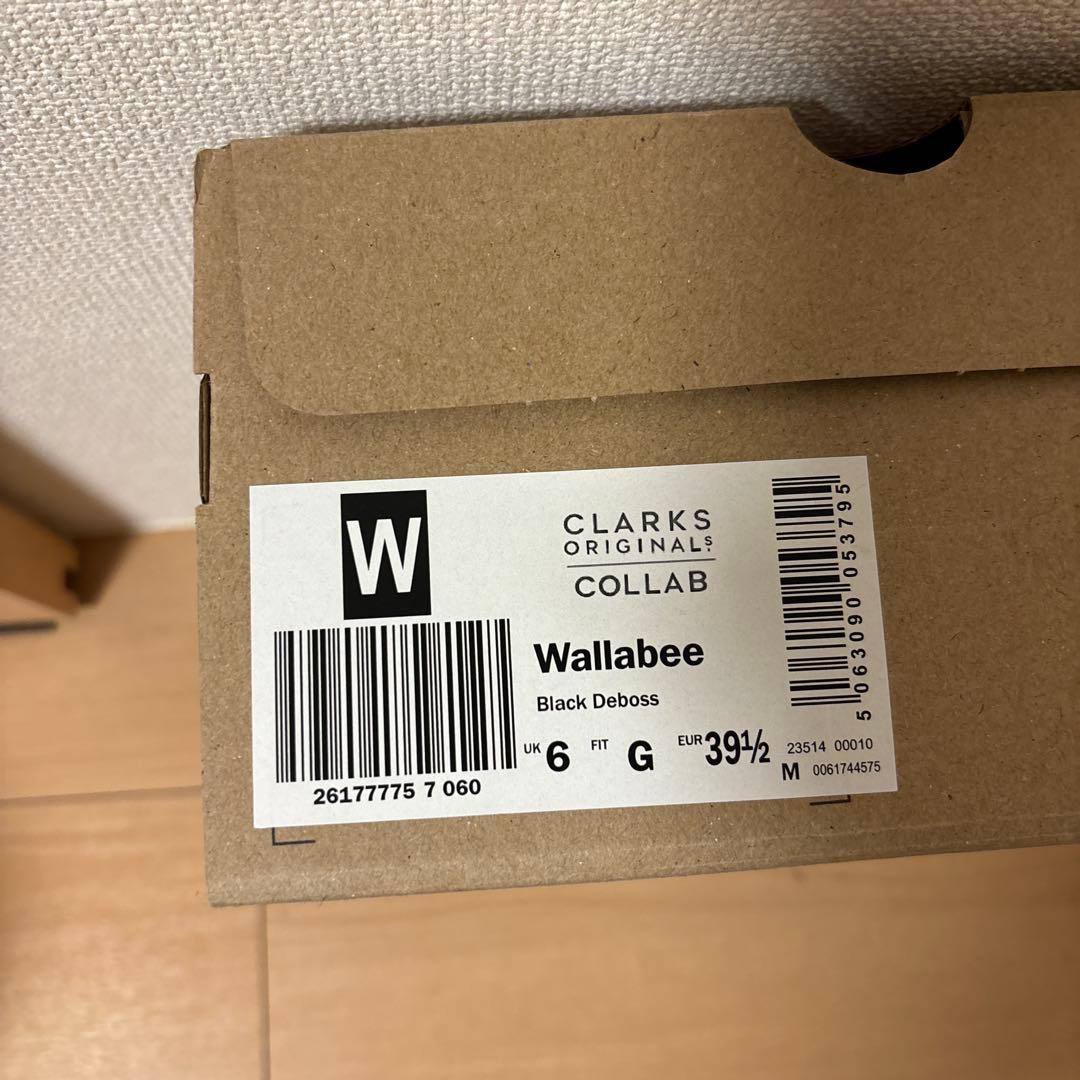 W
CLARKS
ORIGINALS.
COLLAB
Wallabee
Black Deboss
UK 6 FIT G EUR 39½
26177775 7 060
5 063090 053795
23514 00010
M 0061744575